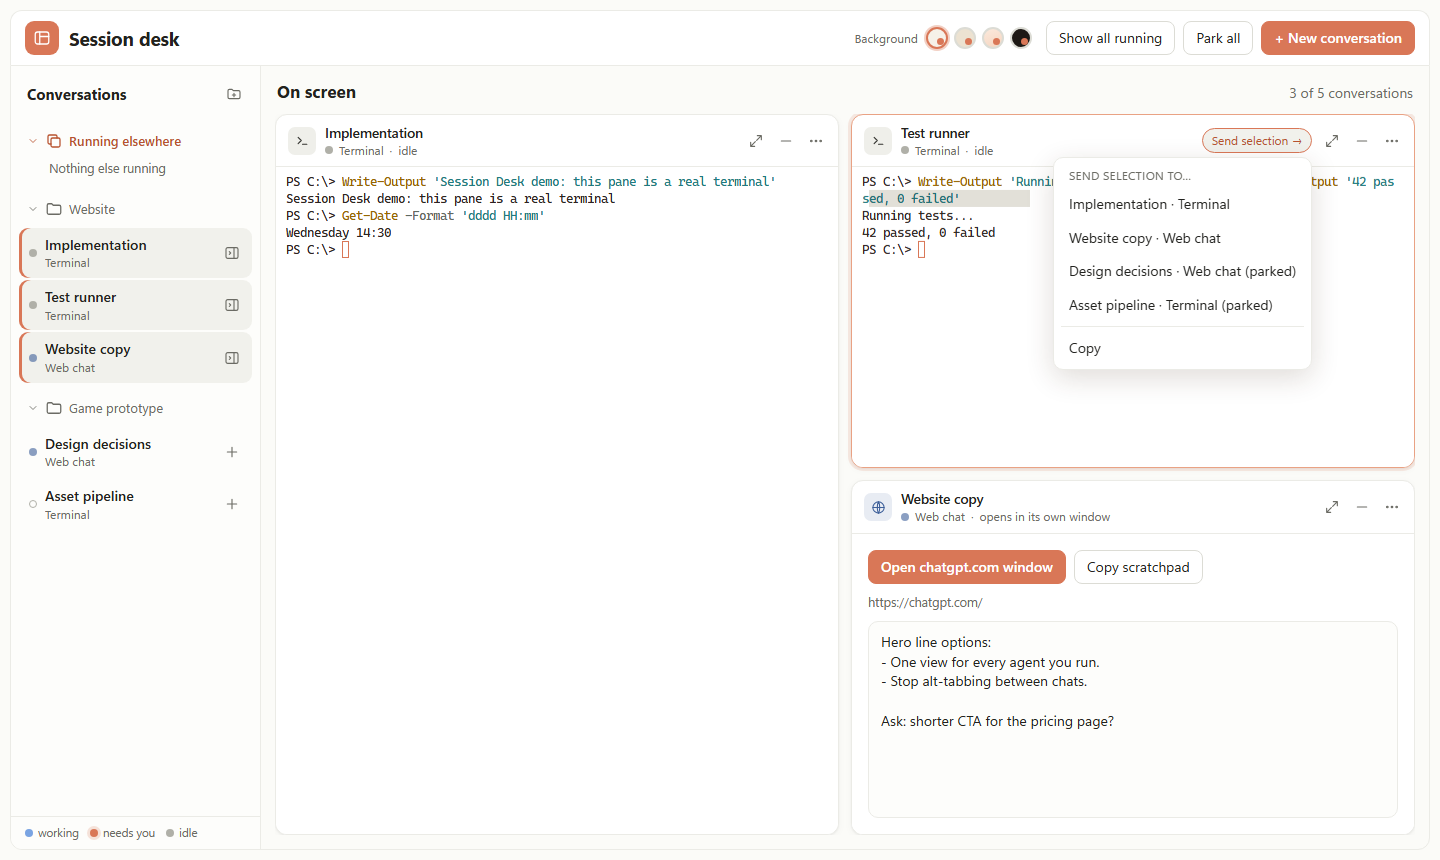 Session desk
Background
Show all running
Park all
+ New conversation
Conversations
Running elsewhere
Nothing else running
Website
Implementation
Terminal
Test runner
Terminal
Website copy
Web chat
Game prototype
Design decisions
Web chat
Asset pipeline
Terminal
working
needs you
idle
On screen
3 of 5 conversations
Implementation
Terminal · idle
PS C:\> Write-Output 'Session Desk demo: this pane is a real terminal'
Session Desk demo: this pane is a real terminal
PS C:\> Get-Date -Format 'dddd HH:mm'
Wednesday 14:30
PS C:\>
Test runner
Terminal · idle
Send selection →
PS C:\> Write-Output 'Runnin tput '42 pas
sed, 0 failed'
Running tests...
42 passed, 0 failed
PS C:\>
SEND SELECTION TO...
Implementation · Terminal
Website copy · Web chat
Design decisions · Web chat (parked)
Asset pipeline · Terminal (parked)
Copy
Website copy
Web chat · opens in its own window
Open chatgpt.com window
Copy scratchpad
https://chatgpt.com/
Hero line options:
- One view for every agent you run.
- Stop alt-tabbing between chats.
Ask: shorter CTA for the pricing page?